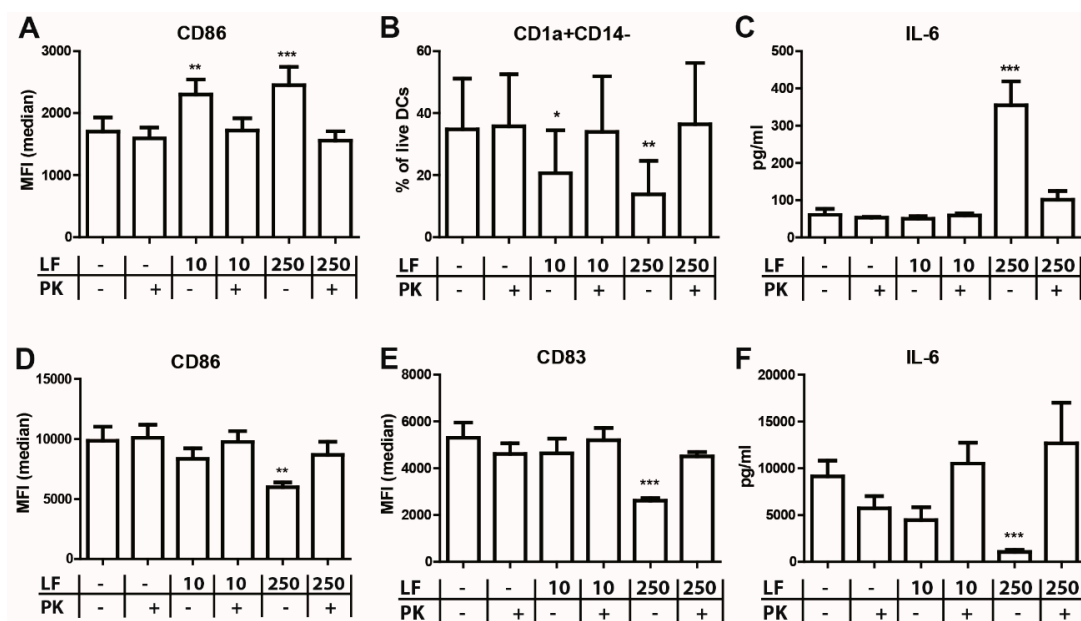 A
CD86
MFI (median)
3000
2000
1000
0
** ***
LF - - 10 10 250 250
PK - + - + - +
B
CD1a+CD14-
% of live DCs
60
40
20
0
* **
LF - - 10 10 250 250
PK - + - + - +
C
IL-6
pg/ml
500
400
300
200
100
0
***
LF - - 10 10 250 250
PK - + - + - +
D
CD86
MFI (median)
15000
10000
5000
0
**
LF - - 10 10 250 250
PK - + - + - +
E
CD83
MFI (median)
8000
6000
4000
2000
0
***
LF - - 10 10 250 250
PK - + - + - +
F
IL-6
pg/ml
20000
15000
10000
5000
0
***
LF - - 10 10 250 250
PK - + - + - +